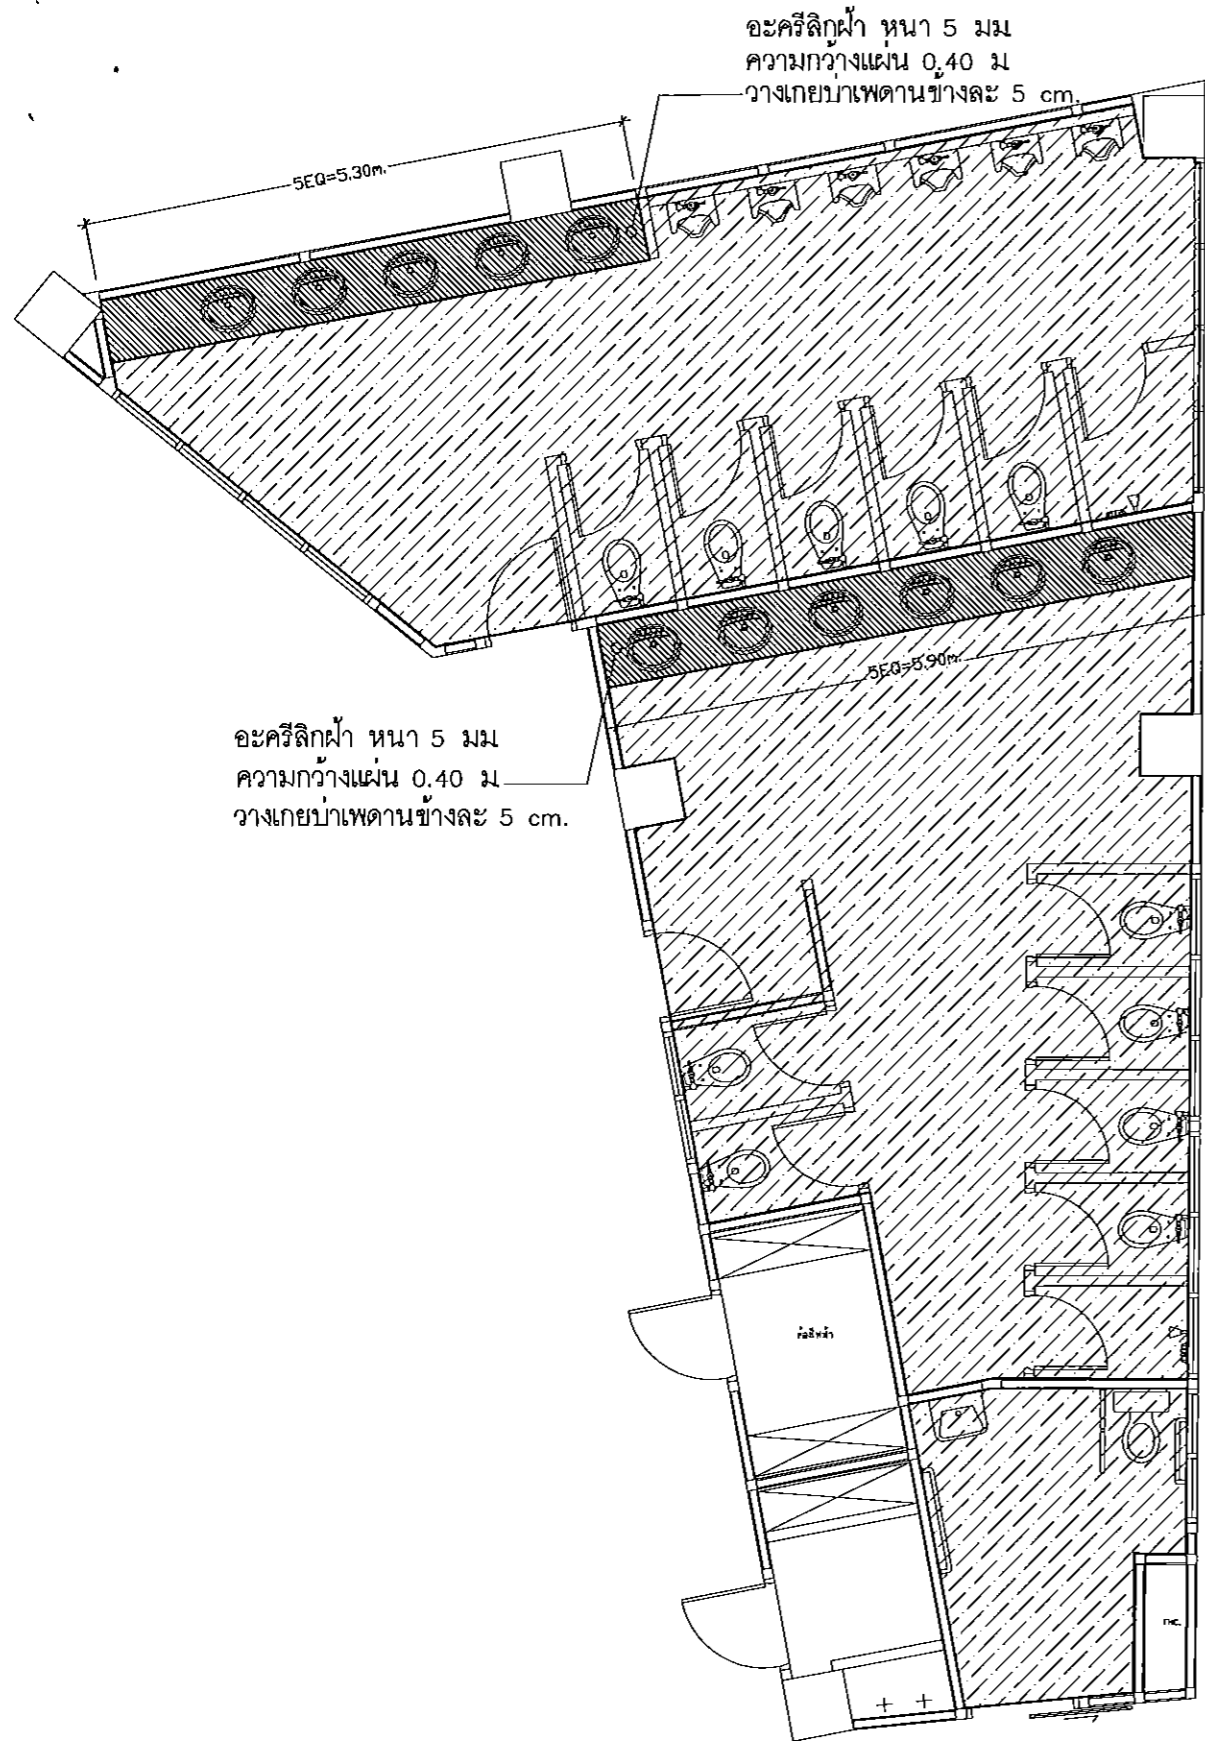 อะครีลิกฝ้า หนา 5 มม
ความกว้างแผ่น 0.40 ม
วางเกยบ่าเพดานข้างละ 5 cm.
5EQ=5.30m.
5EQ=5.90m.
อะครีลิกฝ้า หนา 5 มม
ความกว้างแผ่น 0.40 ม
วางเกยบ่าเพดานข้างละ 5 cm.